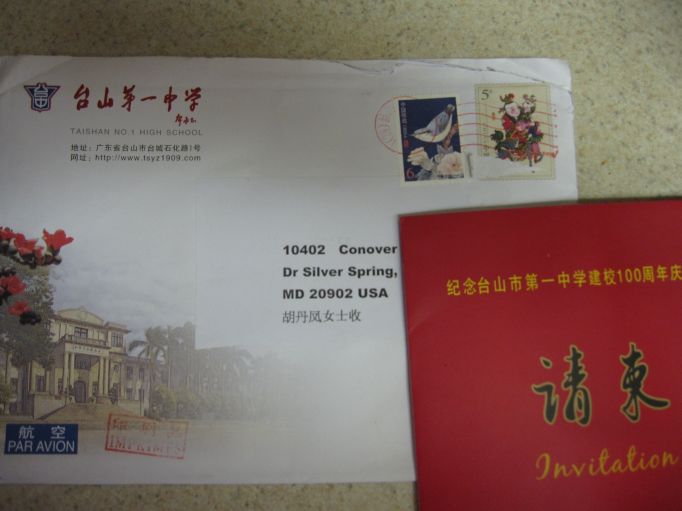 台山第一中学
TAISHAN NO.1 HIGH SCHOOL
地址：广东省台山市台城石化路1号
网址：http://www.tsyz1909.com
6
5
10402 Conover
Dr Silver Spring,
MD 20902 USA
胡丹凤女士收
航空
PAR AVION
IMPRIMÉS
纪念台山市第一中学建校100周年庆
请柬
Invitation